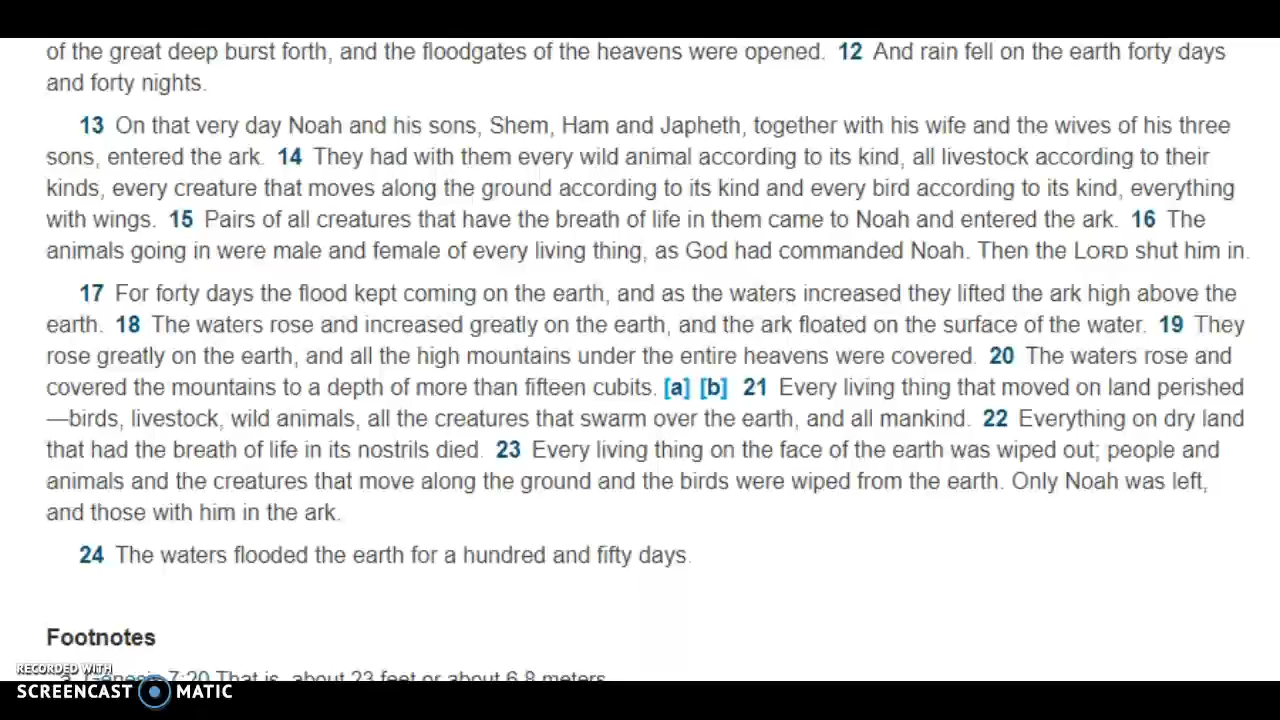 of the great deep burst forth, and the floodgates of the heavens were opened. 12 And rain fell on the earth forty days
and forty nights.
13 On that very day Noah and his sons, Shem, Ham and Japheth, together with his wife and the wives of his three
sons, entered the ark. 14 They had with them every wild animal according to its kind, all livestock according to their
kinds, every creature that moves along the ground according to its kind and every bird according to its kind, everything
with wings. 15 Pairs of all creatures that have the breath of life in them came to Noah and entered the ark. 16 The
animals going in were male and female of every living thing, as God had commanded Noah. Then the LORD shut him in.
17 For forty days the flood kept coming on the earth, and as the waters increased they lifted the ark high above the
earth. 18 The waters rose and increased greatly on the earth, and the ark floated on the surface of the water. 19 They
rose greatly on the earth, and all the high mountains under the entire heavens were covered. 20 The waters rose and
covered the mountains to a depth of more than fifteen cubits. [a] [b] 21 Every living thing that moved on land perished
—birds, livestock, wild animals, all the creatures that swarm over the earth, and all mankind. 22 Everything on dry land
that had the breath of life in its nostrils died. 23 Every living thing on the face of the earth was wiped out; people and
animals and the creatures that move along the ground and the birds were wiped from the earth. Only Noah was left,
and those with him in the ark.
24 The waters flooded the earth for a hundred and fifty days.
Footnotes
a. Genesis 7:20 That is, about 23 feet or about 6.8 meters
RECORDED WITH
SCREENCAST MATIC